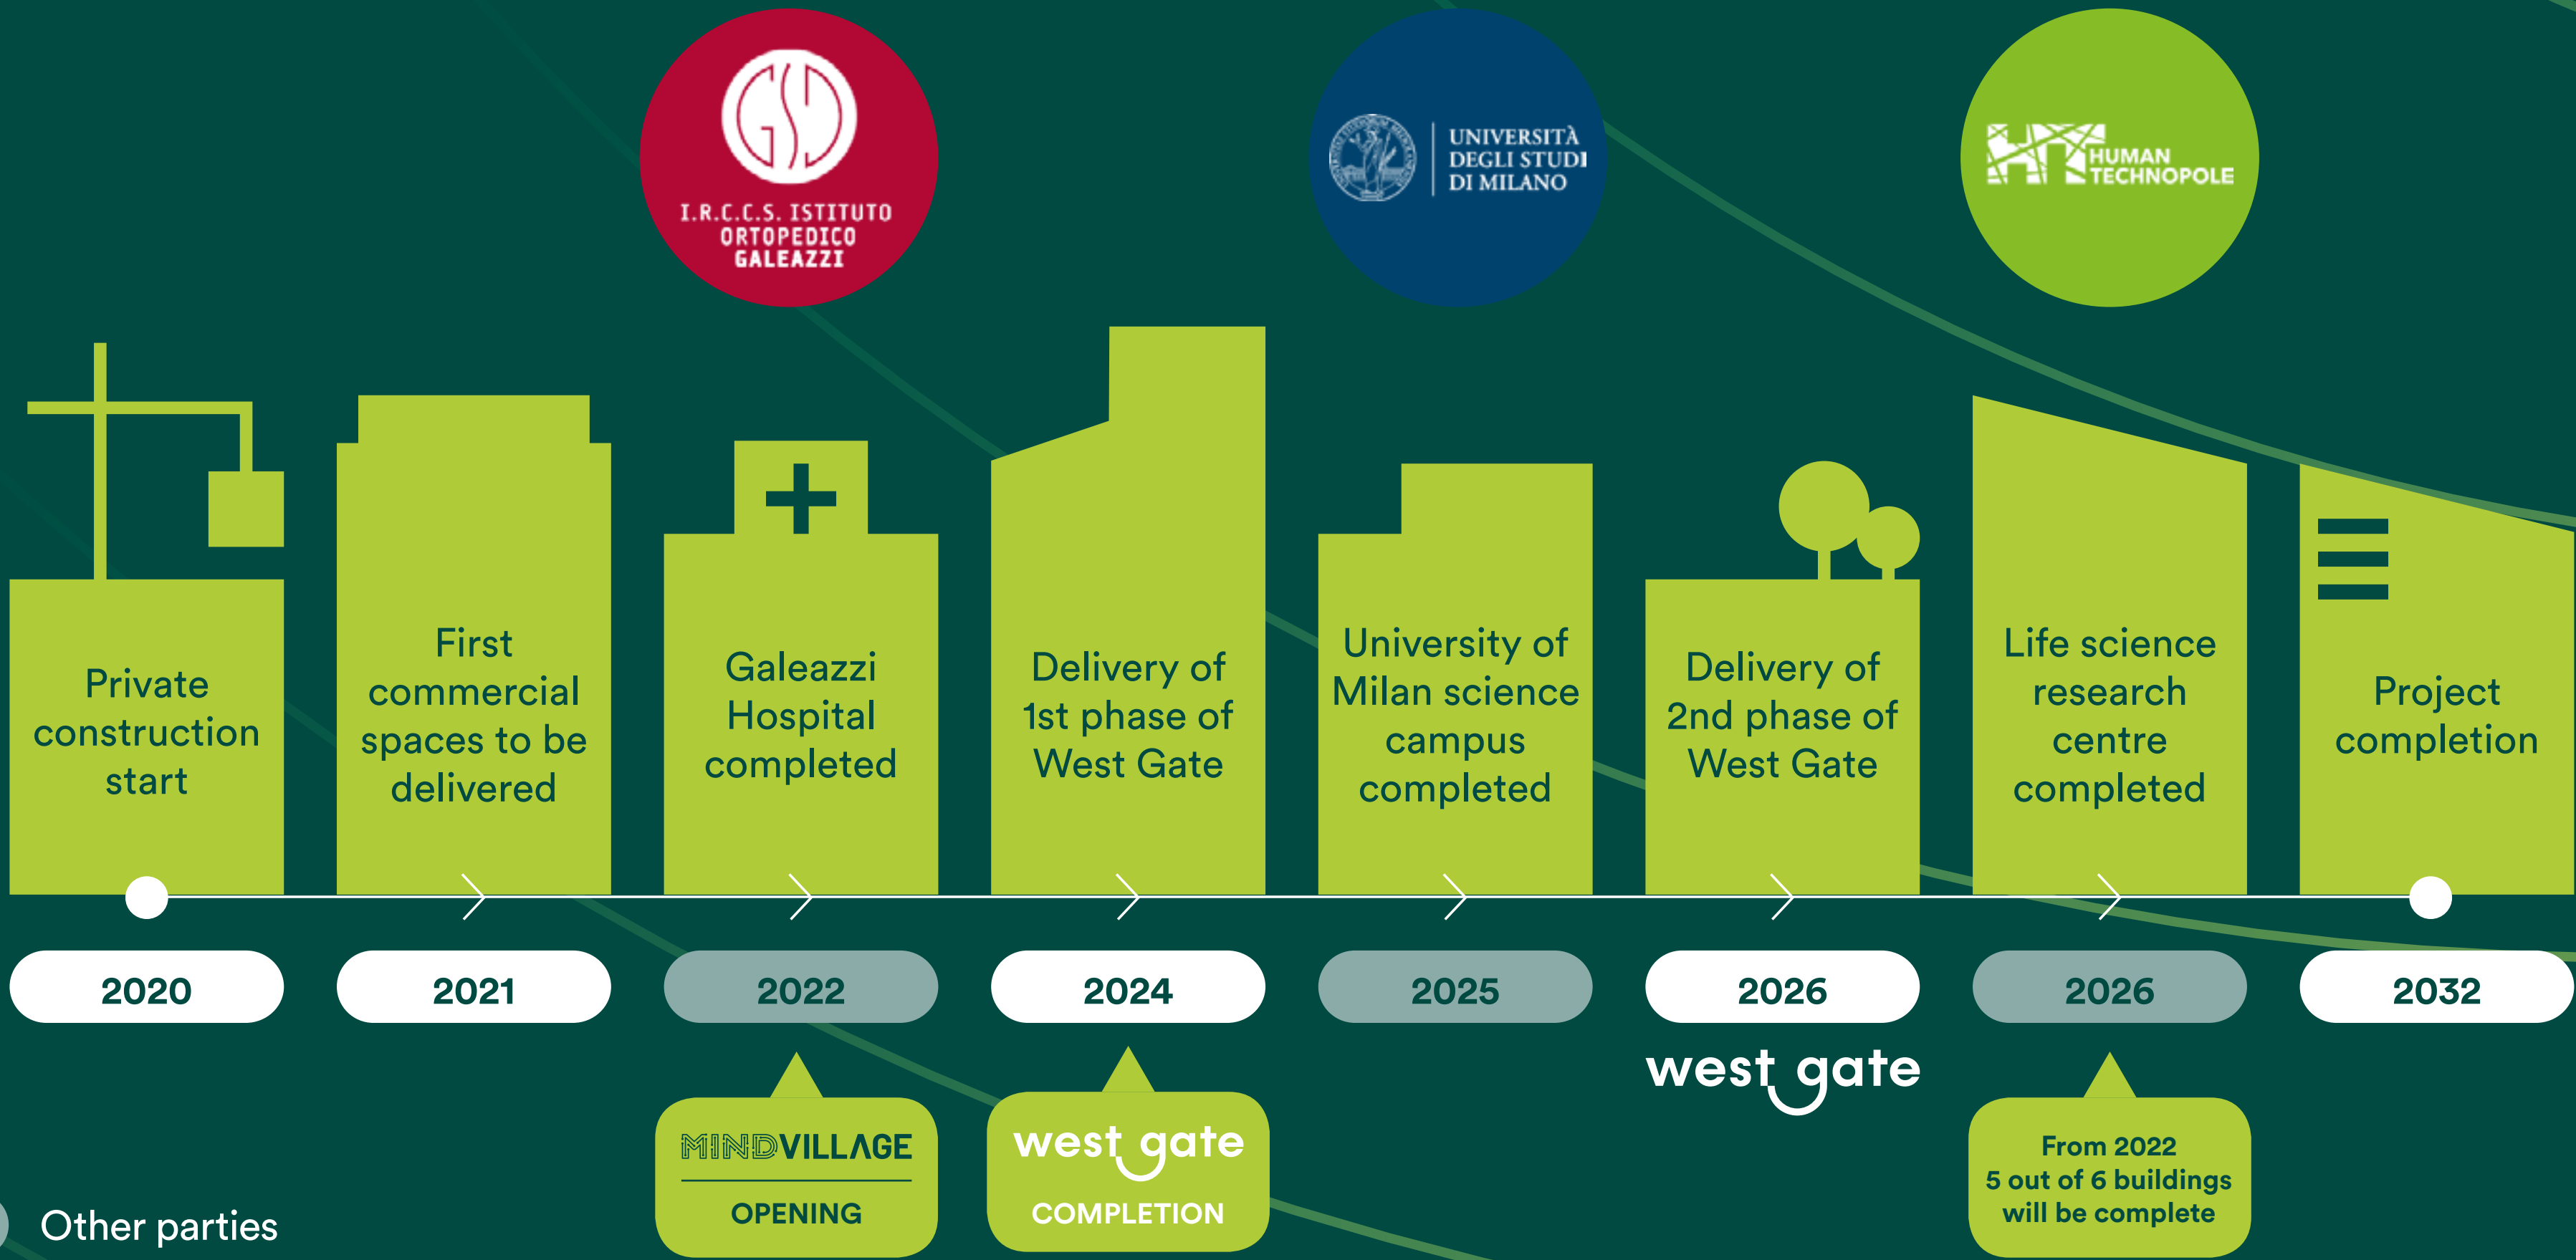 I.R.C.C.S. ISTITUTO
ORTOPEDICO
GALEAZZI
UNIVERSITÀ
DEGLI STUDI
DI MILANO
HUMAN
TECHNOPOLE
Private
construction
start
First
commercial
spaces to be
delivered
Galeazzi
Hospital
completed
Delivery of
1st phase of
West Gate
University of
Milan science
campus
completed
Delivery of
2nd phase of
West Gate
Life science
research
centre
completed
Project
completion
2020
2021
2022
2024
2025
2026
2026
2032
MINDVILLAGE
OPENING
west gate
COMPLETION
west gate
From 2022
5 out of 6 buildings
will be complete
Other parties